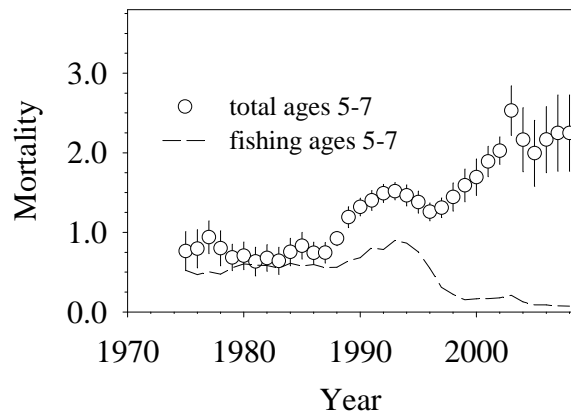 Mortality
3.0
2.0
1.0
0.0
total ages 5-7
fishing ages 5-7
1970 1980 1990 2000
Year